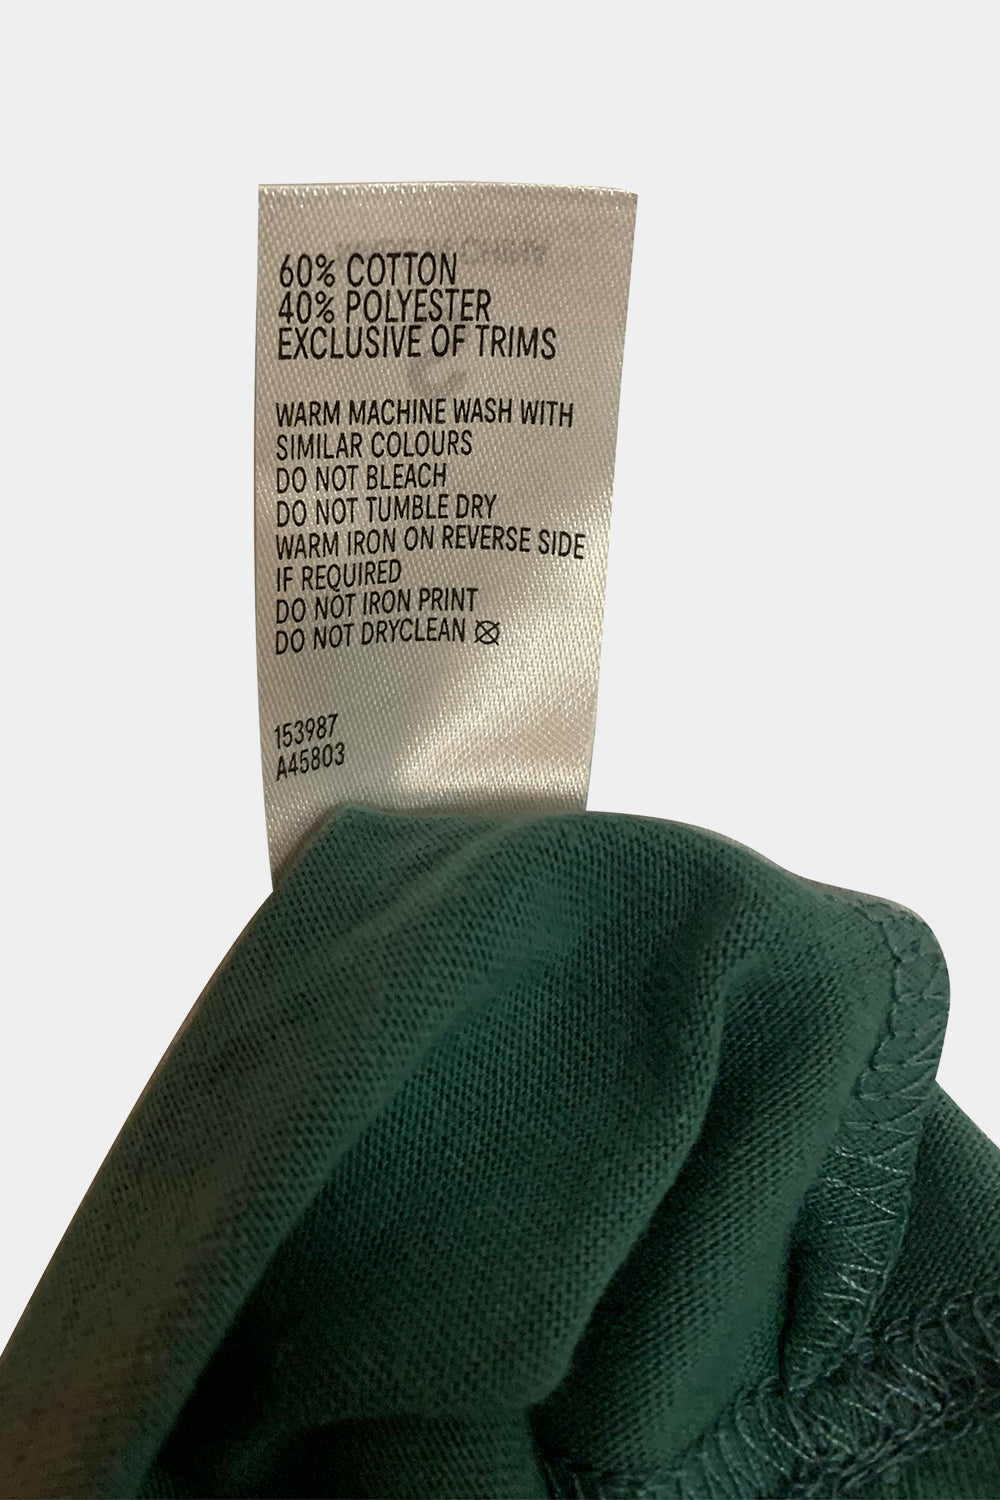 60% COTTON
40% POLYESTER
EXCLUSIVE OF TRIMS
WARM MACHINE WASH WITH
SIMILAR COLOURS
DO NOT BLEACH
DO NOT TUMBLE DRY
WARM IRON ON REVERSE SIDE
IF REQUIRED
DO NOT IRON PRINT
DO NOT DRYCLEAN
153987
A45803